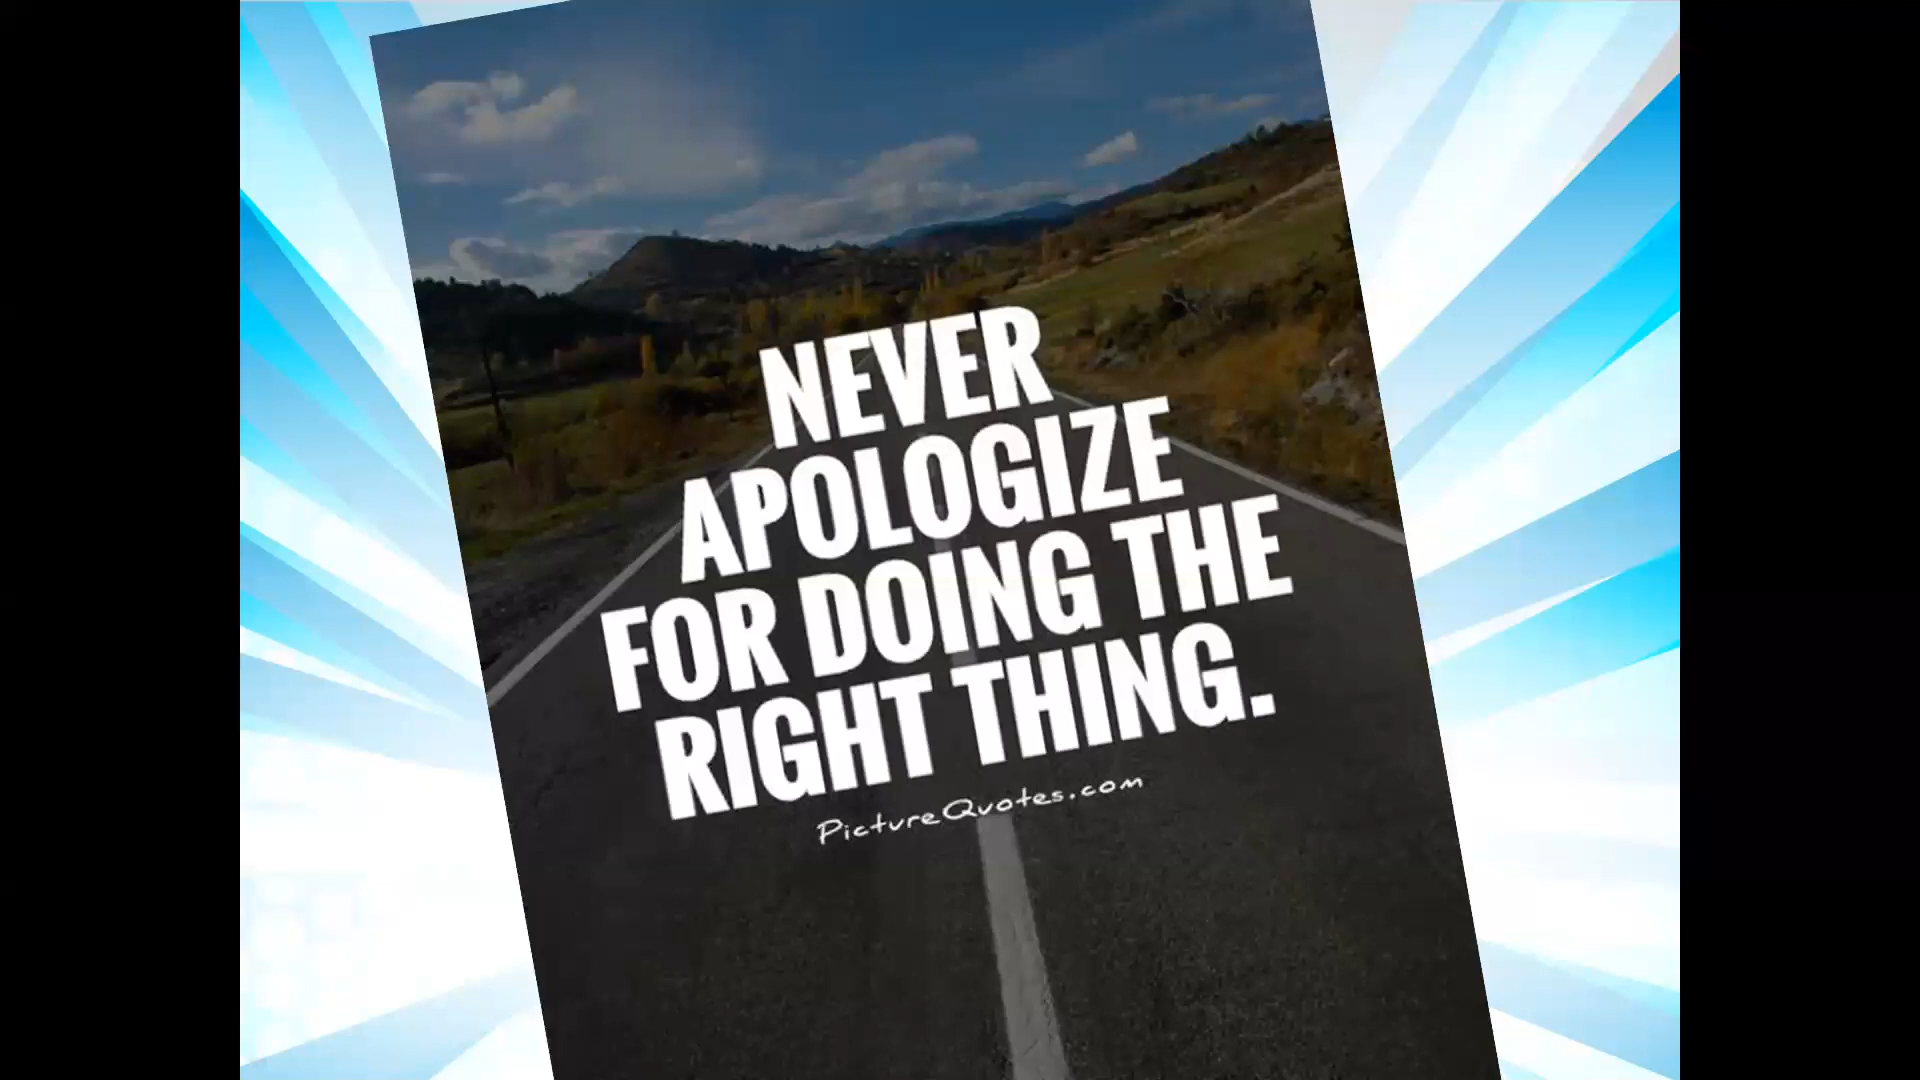 NEVER
APOLOGIZE
FOR DOING THE
RIGHT THING.
PictureQuotes.com